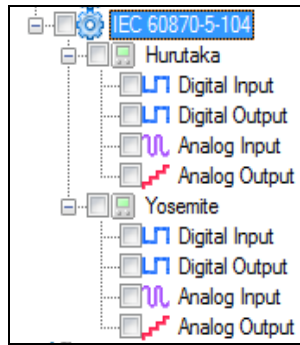 IEC 60870-5-104
Hurutaka
Digital Input
Digital Output
Analog Input
Analog Output
Yosemite
Digital Input
Digital Output
Analog Input
Analog Output